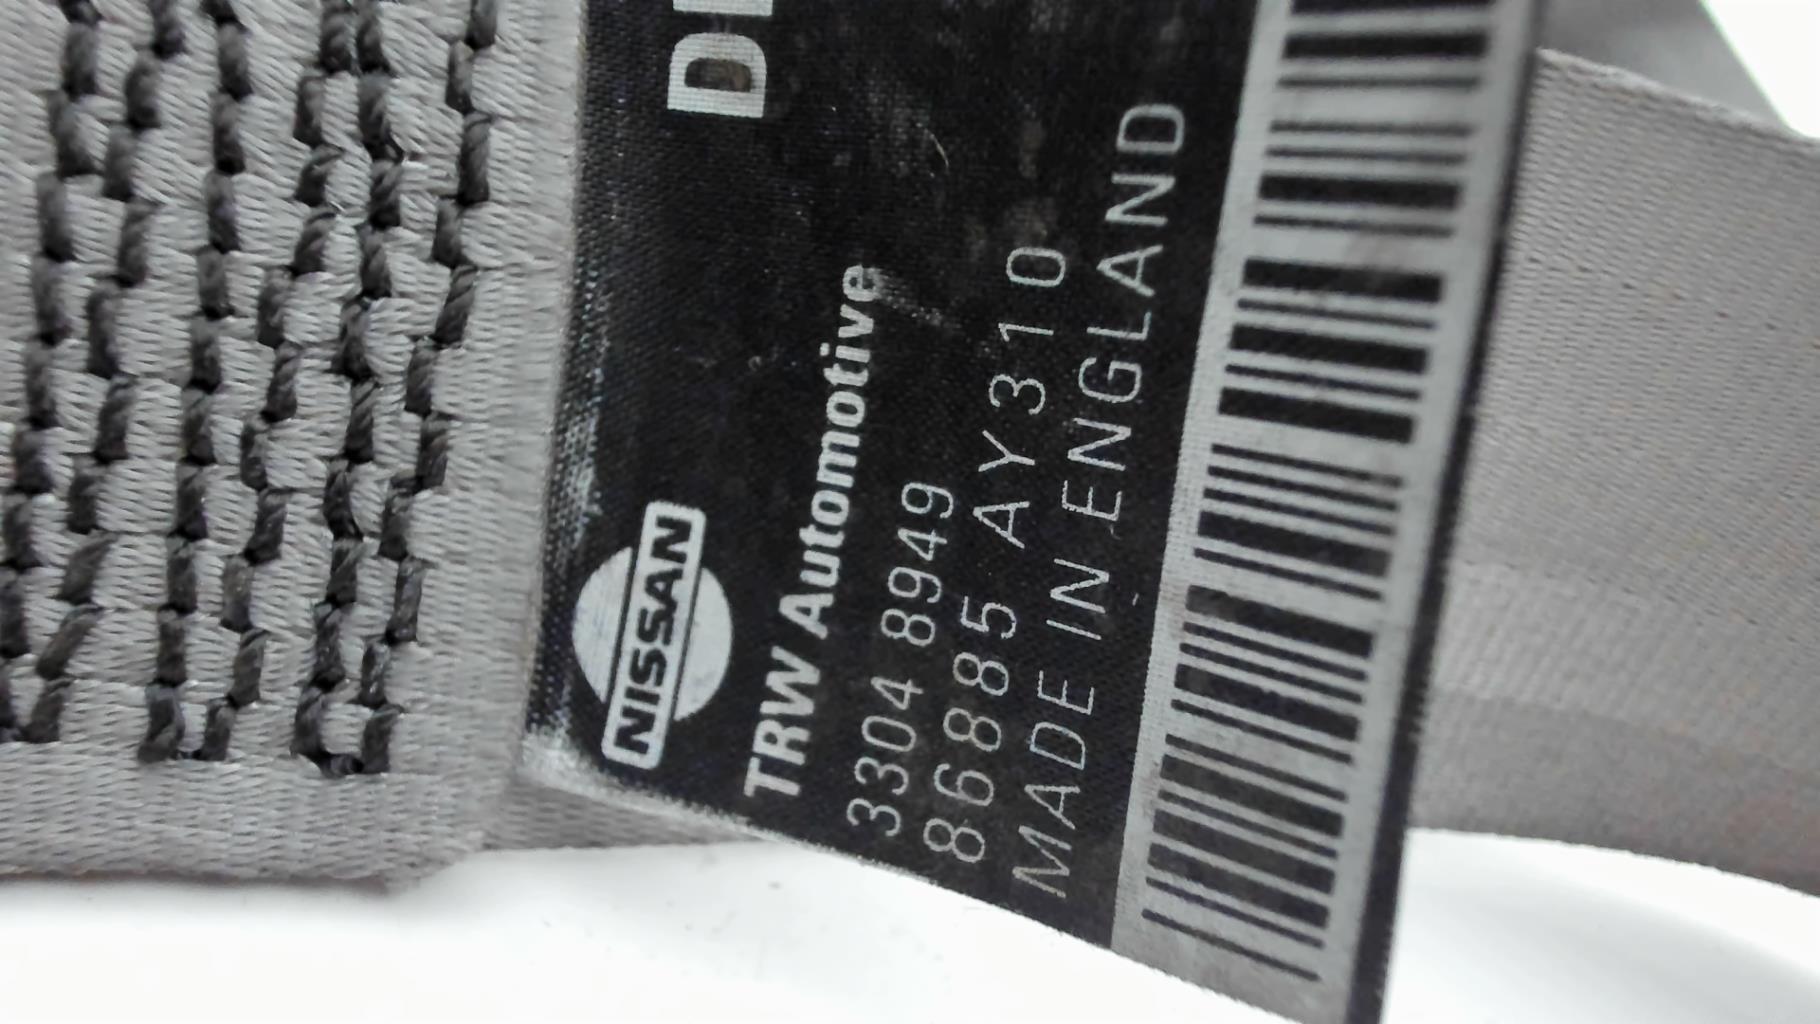 NISSAN
TRW Automotive
3304 8949
86885 AY310
MADE IN ENGLAND